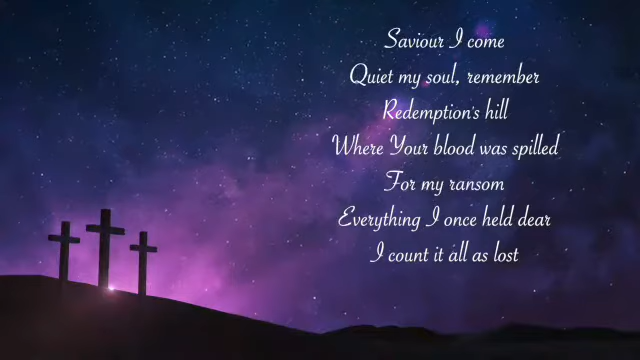 Saviour I come
Quiet my soul, remember
Redemption's hill
Where Your blood was spilled
For my ransom
Everything I once held dear
I count it all as lost